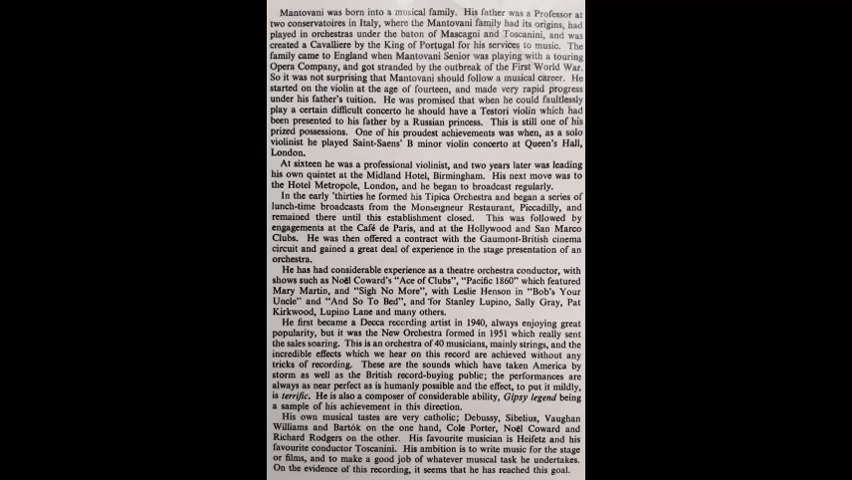 Mantovani was born into a musical family. His father was a Professor at
two conservatoires in Italy, where the Mantovani family had its origins, had
played in orchestras under the baton of Mascagni and Toscanini, and was
created a Cavalliere by the King of Portugal for his services to music. The
family came to England when Mantovani Senior was playing with a touring
Opera Company, and got stranded by the outbreak of the First World War.
So it was not surprising that Mantovani should follow a musical career. He
started on the violin at the age of fourteen, and made very rapid progress
under his father's tuition. He was promised that when he could faultlessly
play a certain difficult concerto he should have a Testori violin which had
been presented to his father by a Russian princess. This is still one of his
prized possessions. One of his proudest achievements was when, as a solo
violinist he played Saint-Saens' B minor violin concerto at Queen's Hall,
London.
At sixteen he was a professional violinist, and two years later was leading
his own quintet at the Midland Hotel, Birmingham. His next move was to
the Hotel Metropole, London, and he began to broadcast regularly.
In the early 'thirties he formed his Tipica Orchestra and began a series of
lunch-time broadcasts from the Monseigneur Restaurant, Piccadilly, and
remained there until this establishment closed. This was followed by
engagements at the Café de Paris, and at the Hollywood and San Marco
Clubs. He was then offered a contract with the Gaumont-British cinema
circuit and gained a great deal of experience in the stage presentation of an
orchestra.
He has had considerable experience as a theatre orchestra conductor, with
shows such as Noël Coward's "Ace of Clubs", "Pacific 1860" which featured
Mary Martin, and "Sigh No More", with Leslie Henson in "Bob's Your
Uncle" and "And So To Bed", and for Stanley Lupino, Sally Gray, Pat
Kirkwood, Lupino Lane and many others.
He first became a Decca recording artist in 1940, always enjoying great
popularity, but it was the New Orchestra formed in 1951 which really sent
the sales soaring. This is an orchestra of 40 musicians, mainly strings, and the
incredible effects which we hear on this record are achieved without any
tricks of recording. These are the sounds which have taken America by
storm as well as the British record-buying public; the performances are
always as near perfect as is humanly possible and the effect, to put it mildly,
is terrific. He is also a composer of considerable ability, Gipsy legend being
a sample of his achievement in this direction.
His own musical tastes are very catholic; Debussy, Sibelius, Vaughan
Williams and Bartók on the one hand, Cole Porter, Noël Coward and
Richard Rodgers on the other. His favourite musician is Heifetz and his
favourite conductor Toscanini. His ambition is to write music for the stage
or films, and to make a good job of whatever musical task he undertakes.
On the evidence of this recording, it seems that he has reached this goal.